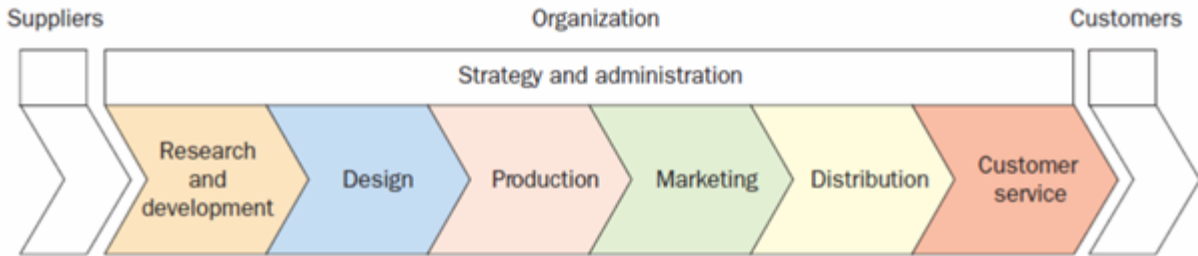 Suppliers
Organization
Customers
Strategy and administration
Research
and
development
Design
Production
Marketing
Distribution
Customer
service